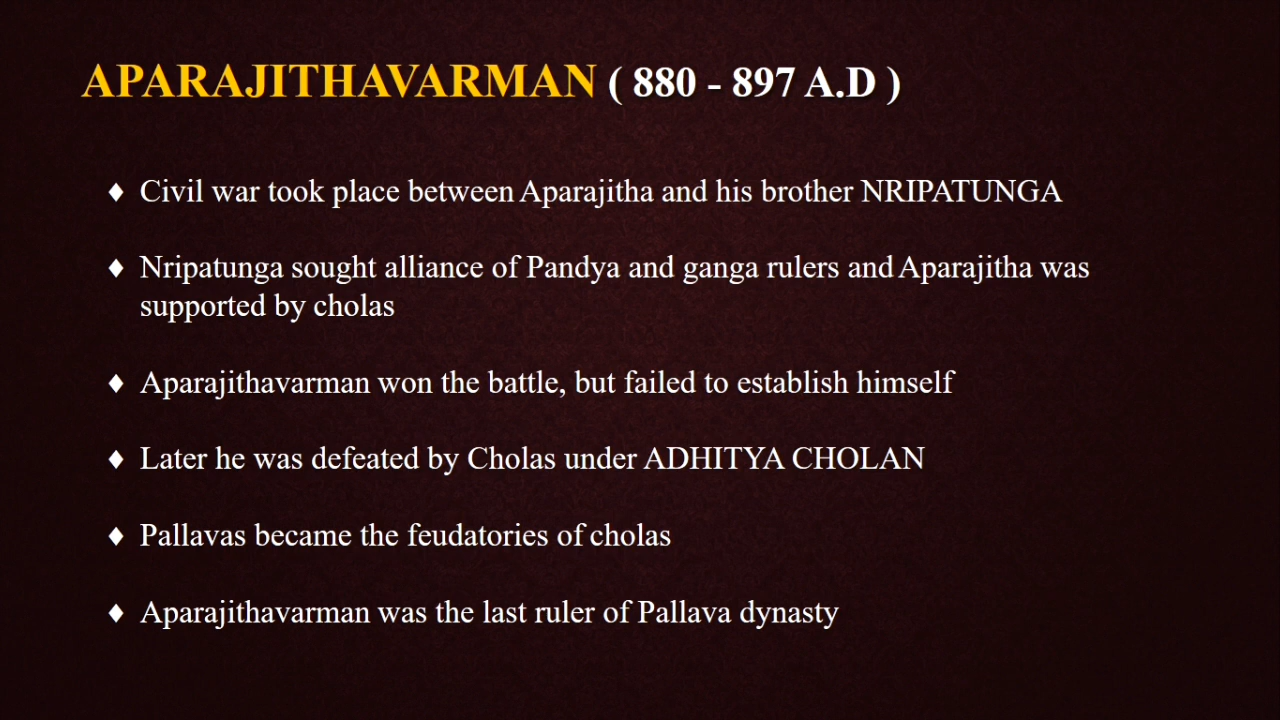 APARAJITHAVARMAN ( 880 - 897 A.D )
♦ Civil war took place between Aparajitha and his brother NRIPATUNGA
♦ Nripatunga sought alliance of Pandya and ganga rulers and Aparajitha was
supported by cholas
♦ Aparajithavarman won the battle, but failed to establish himself
♦ Later he was defeated by Cholas under ADHITYA CHOLAN
♦ Pallavas became the feudatories of cholas
♦ Aparajithavarman was the last ruler of Pallava dynasty